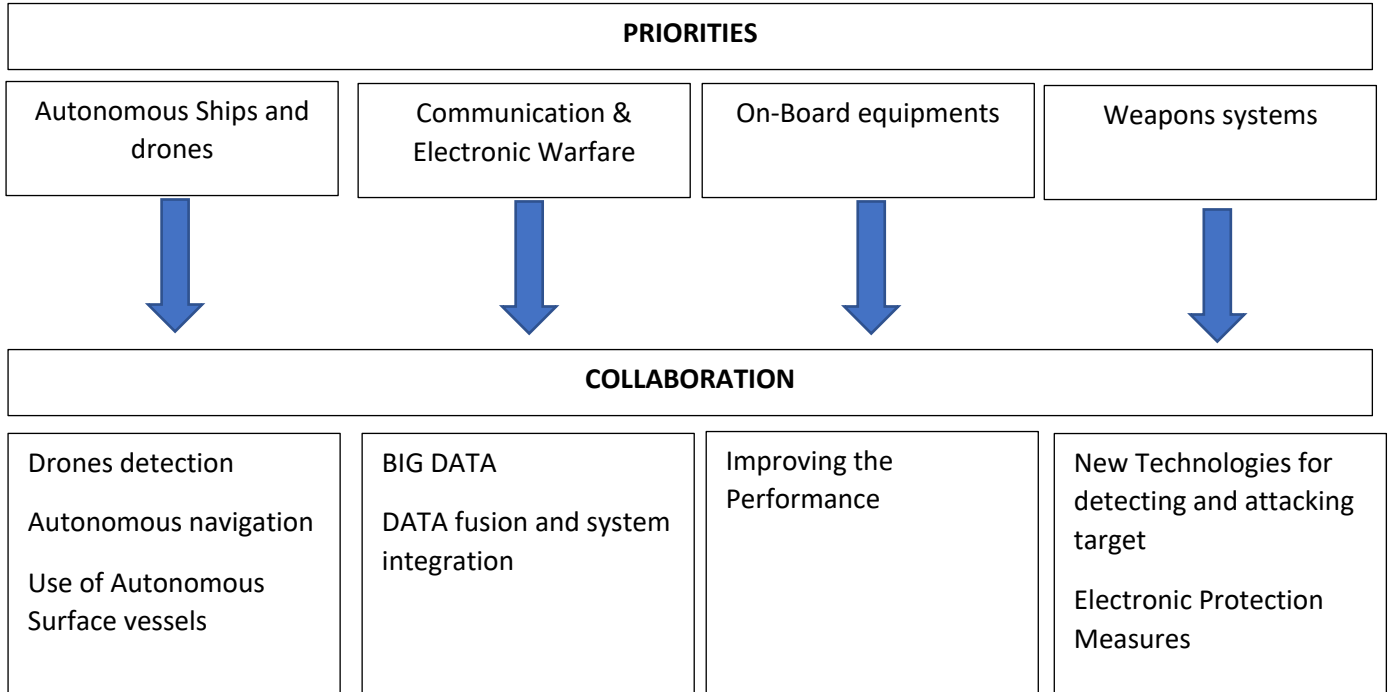 PRIORITIES
Autonomous Ships and
drones
Communication &
Electronic Warfare
On-Board equipments
Weapons systems
COLLABORATION
Drones detection
Autonomous navigation
Use of Autonomous
Surface vessels
BIG DATA
DATA fusion and system
integration
Improving the
Performance
New Technologies for
detecting and attacking
target
Electronic Protection
Measures